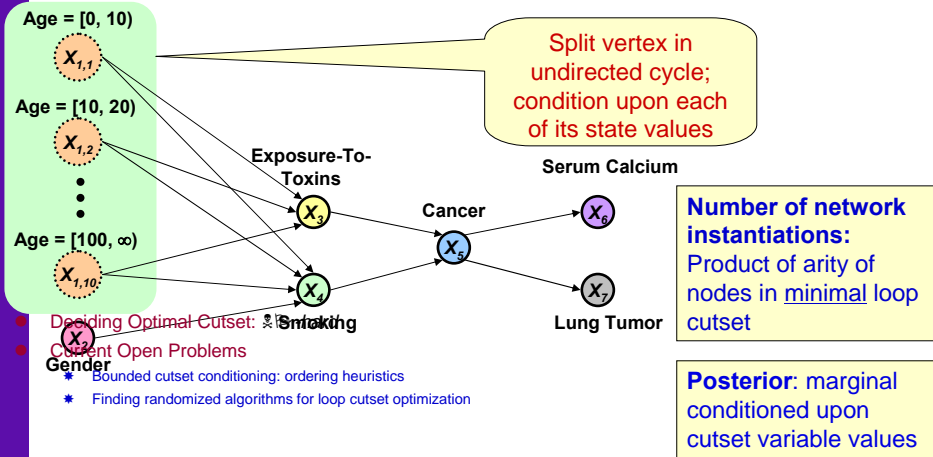 Age = [0, 10)
X1,1
Age = [10, 20)
X1,2
Age = [100, ∞)
X1,10
Split vertex in
undirected cycle;
condition upon each
of its state values
Exposure-To-
Toxins
X3
Smoking
X4
Cancer
X5
Serum Calcium
X6
Lung Tumor
X7
X2
Gender
Number of network
instantiations:
Product of arity of
nodes in minimal loop
cutset
Posterior: marginal
conditioned upon
cutset variable values
Deciding Optimal Cutset:
Current Open Problems
Bounded cutset conditioning: ordering heuristics
Finding randomized algorithms for loop cutset optimization